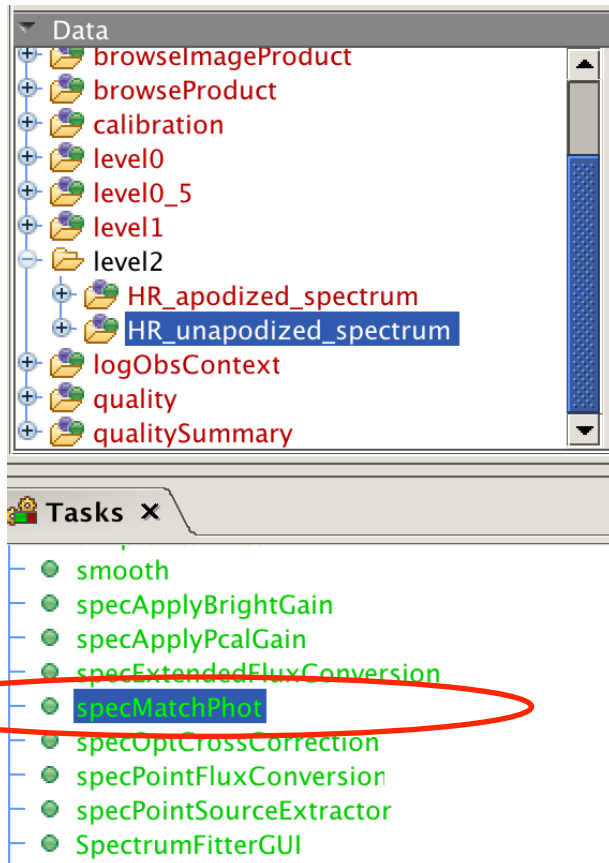 Data
browseImageProduct
browseProduct
calibration
level0
level0_5
level1
level2
HR_apodized_spectrum
HR_unapodized_spectrum
logObsContext
quality
qualitySummary
Tasks
smooth
specApplyBrightGain
specApplyPcalGain
specExtendedFluxConversion
specMatchPhot
specOptCrossCorrection
specPointFluxConversion
specPointSourceExtractor
SpectrumFitterGUI